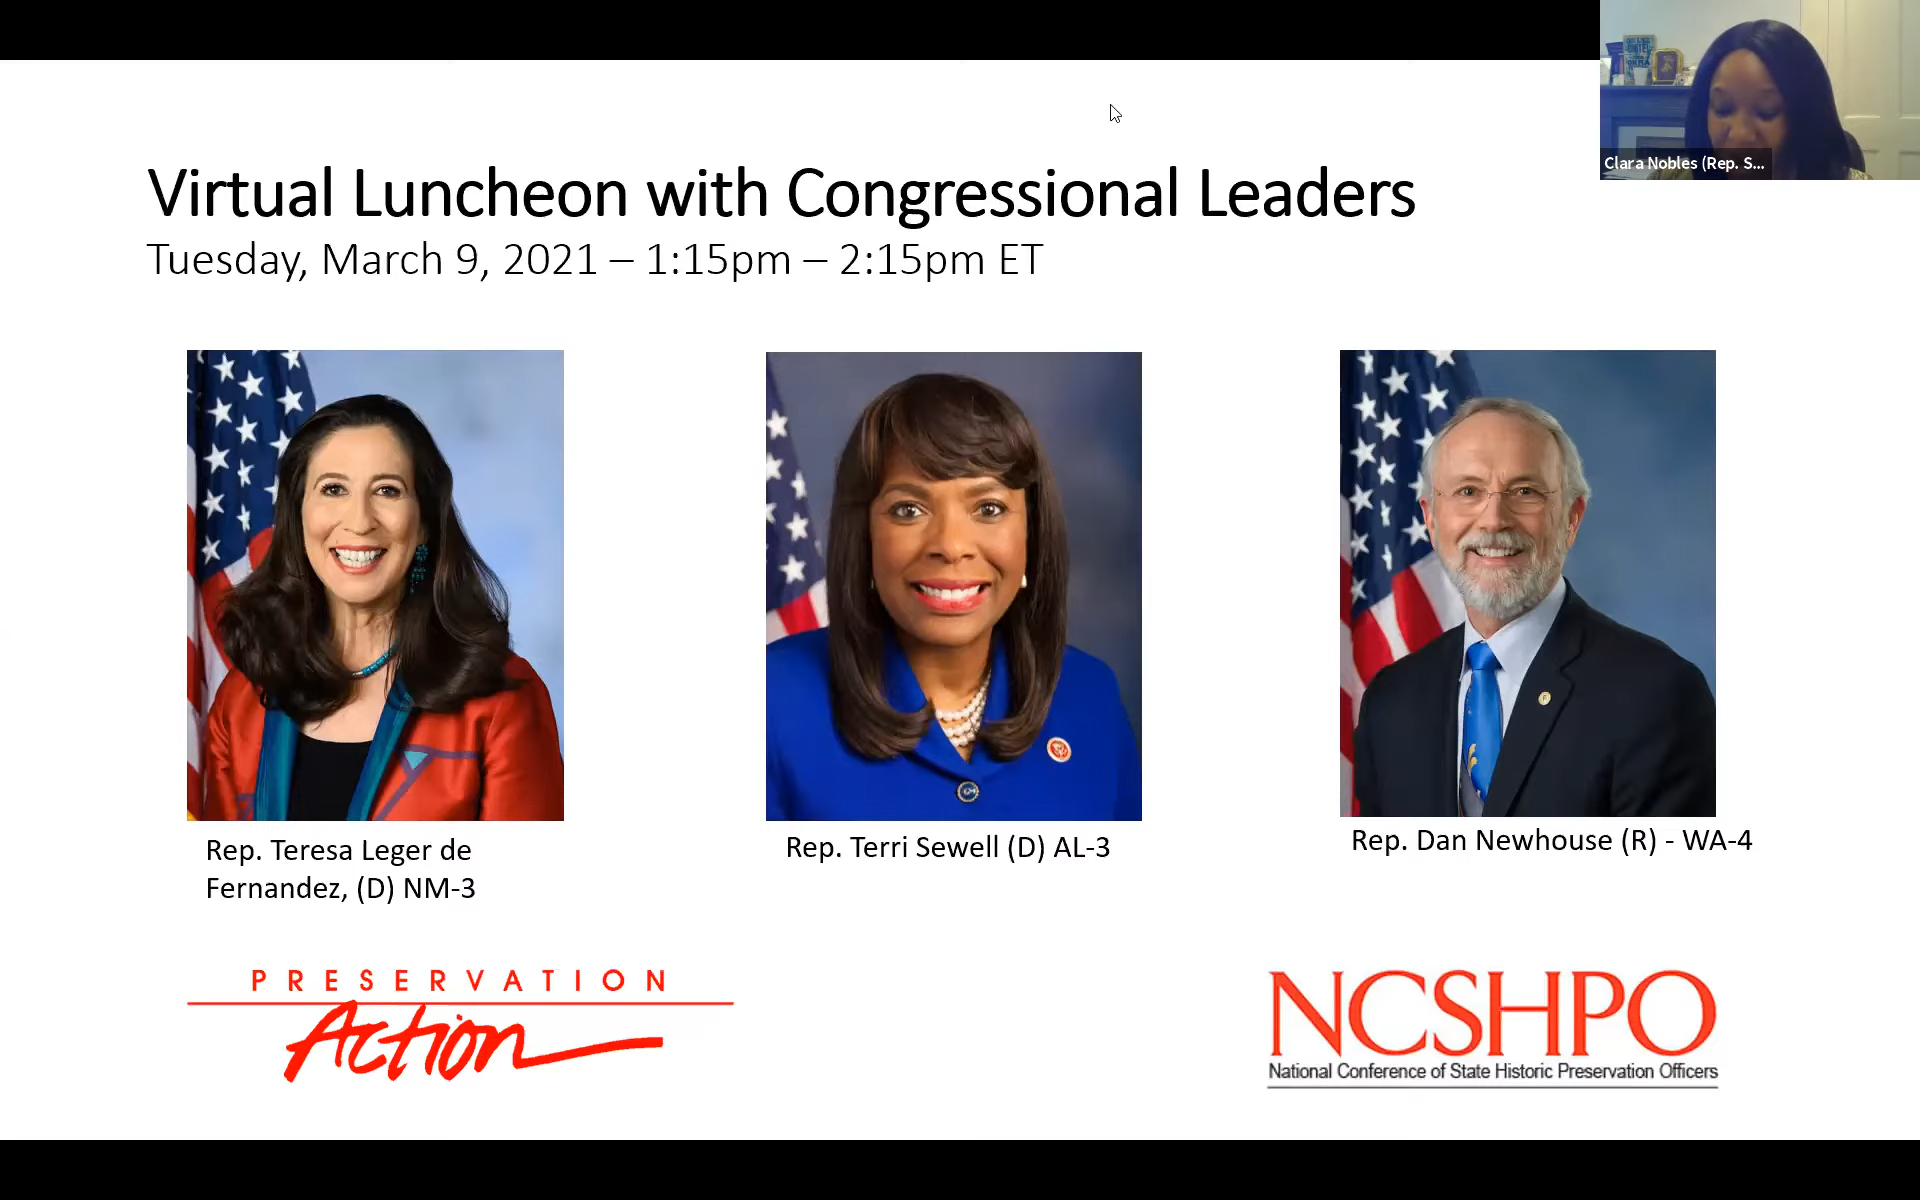 Clara Nobles (Rep. S...
Virtual Luncheon with Congressional Leaders
Tuesday, March 9, 2021 – 1:15pm – 2:15pm ET
Rep. Teresa Leger de
Fernandez, (D) NM-3
Rep. Terri Sewell (D) AL-3
Rep. Dan Newhouse (R) - WA-4
PRESERVATION
Action
NCSHPO
National Conference of State Historic Preservation Officers